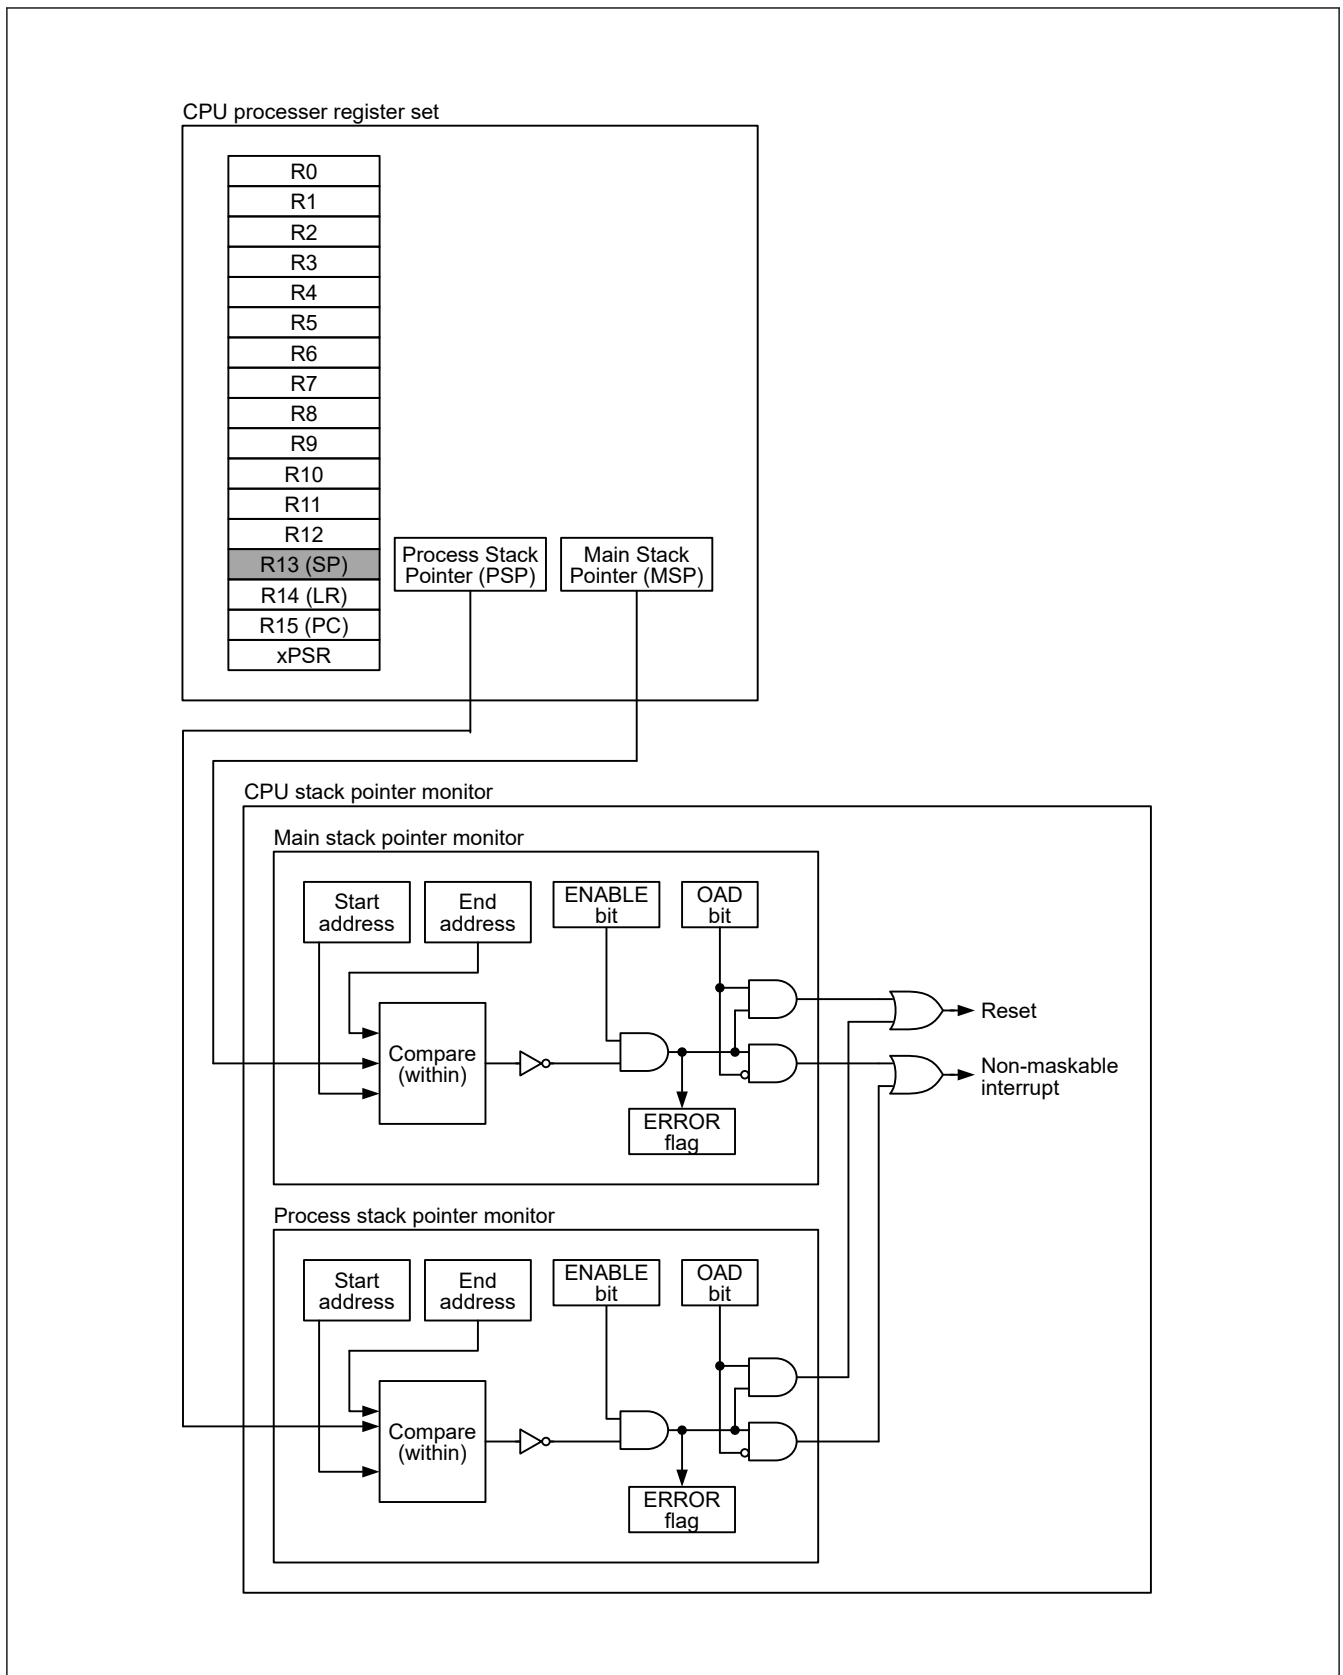 CPU processer register set
R0
R1
R2
R3
R4
R5
R6
R7
R8
R9
R10
R11
R12
R13 (SP)
R14 (LR)
R15 (PC)
xPSR
Process Stack
Pointer (PSP)
Main Stack
Pointer (MSP)
CPU stack pointer monitor
Main stack pointer monitor
Start
address
End
address
ENABLE
bit
OAD
bit
Compare
(within)
ERROR
flag
Reset
Non-maskable
interrupt
Process stack pointer monitor
Start
address
End
address
ENABLE
bit
OAD
bit
Compare
(within)
ERROR
flag